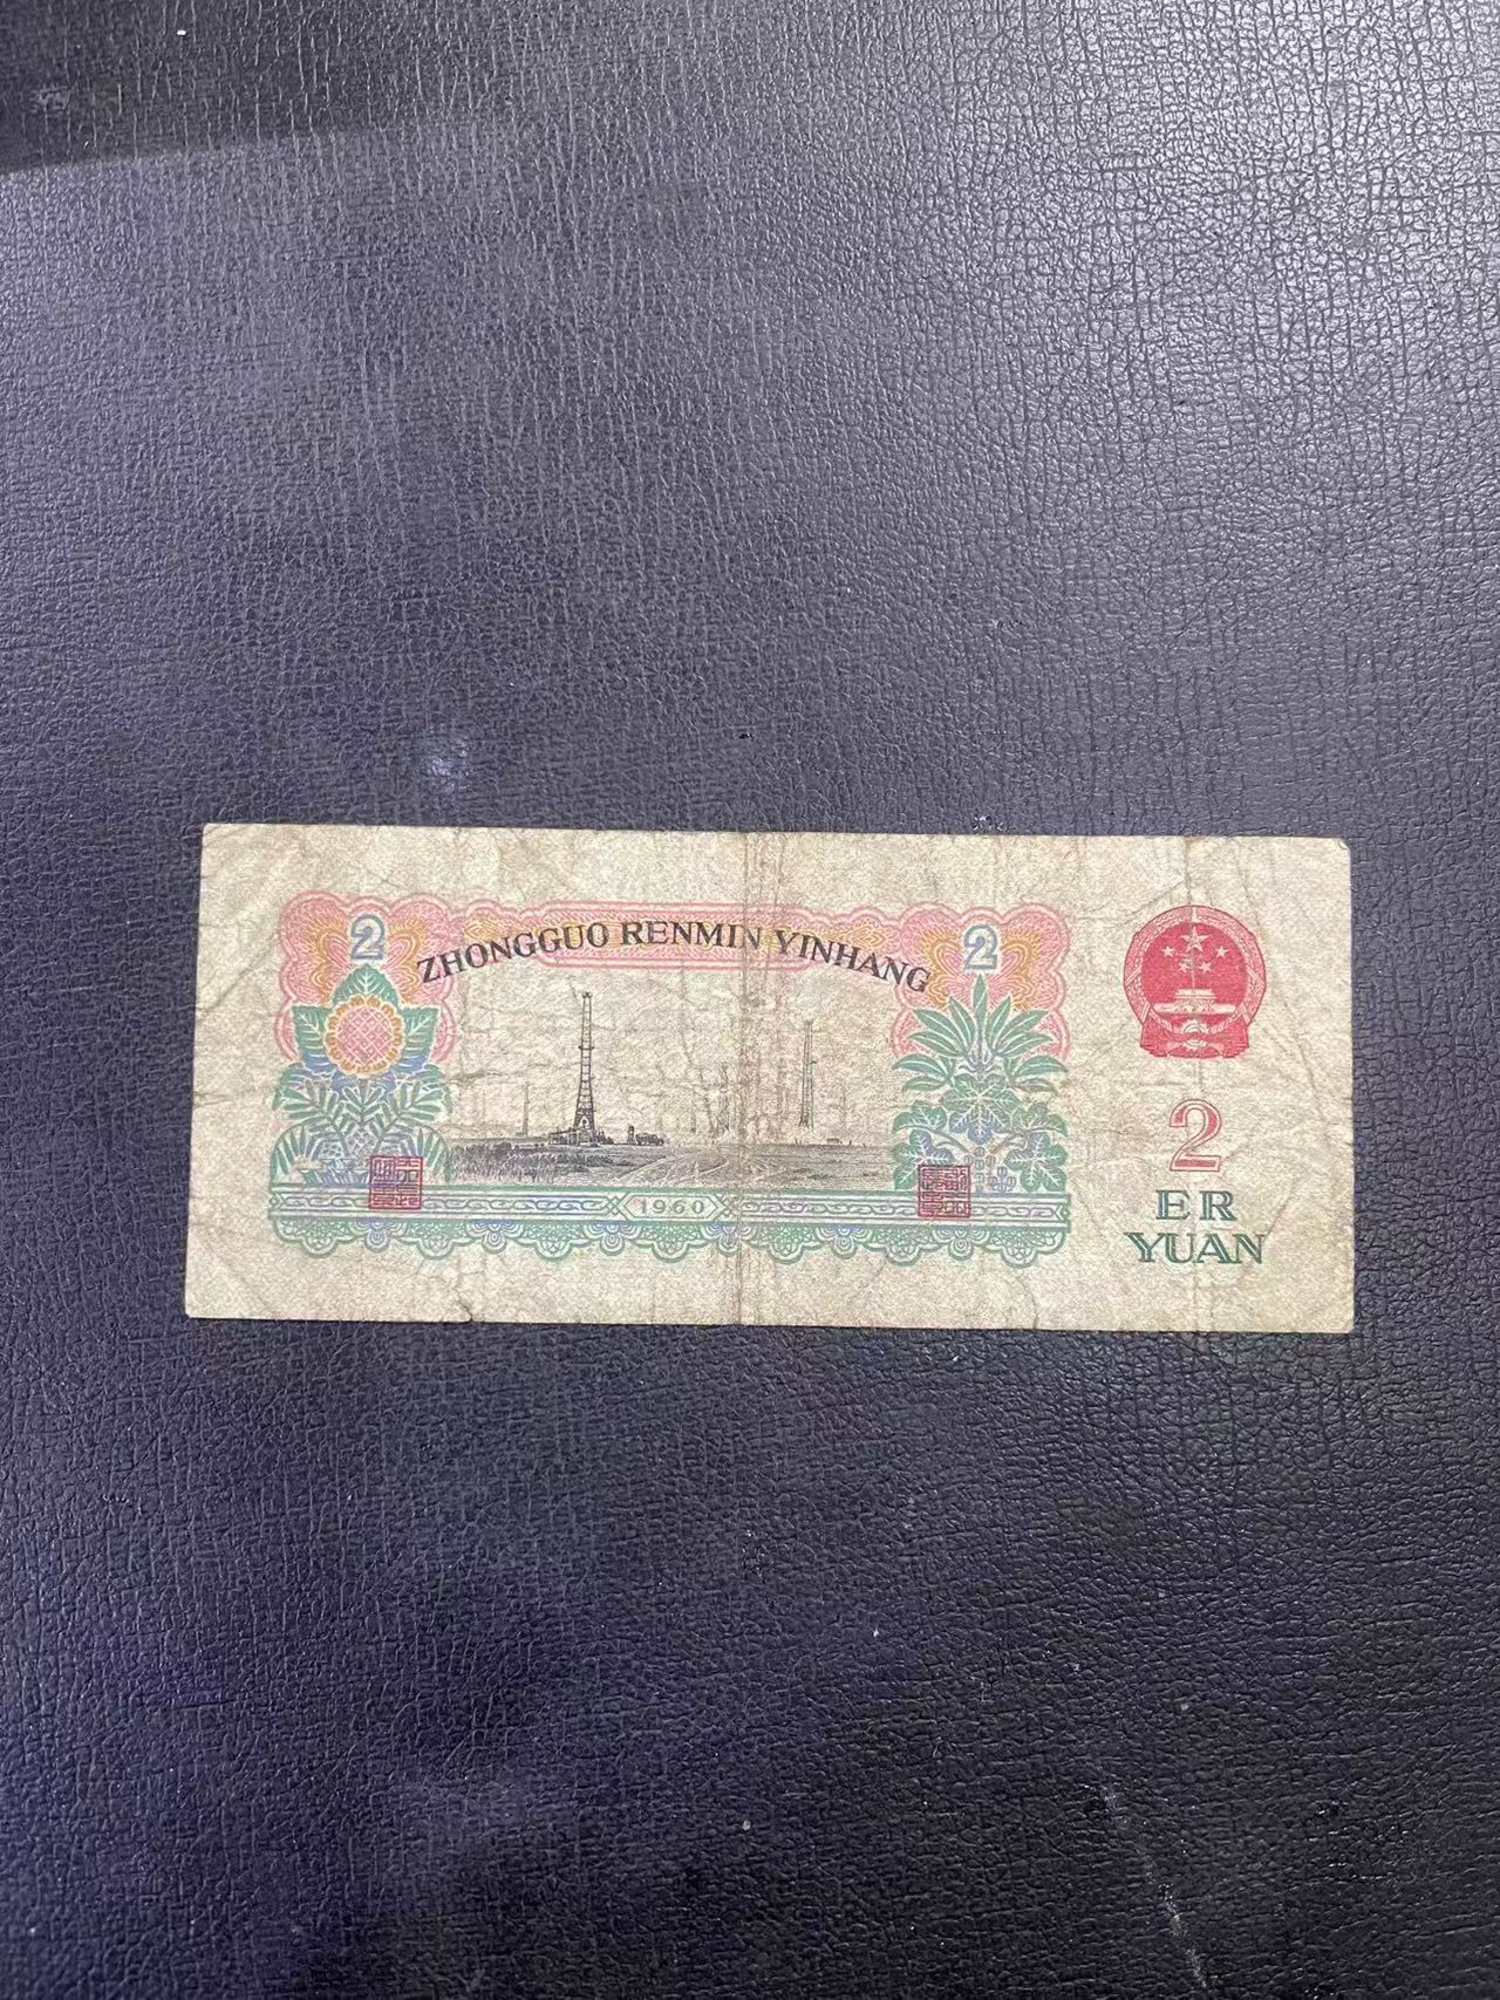 2
ZHONGGUO RENMIN YINHANG
2
1960
2
ER
YUAN